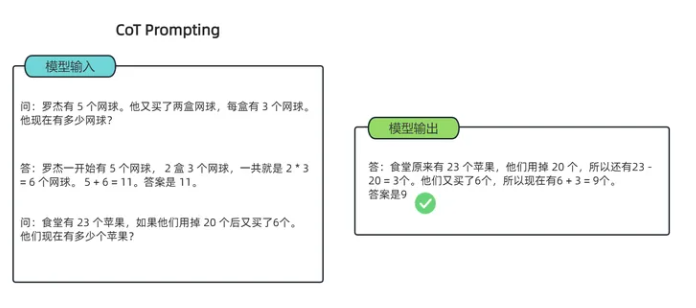 CoT Prompting
模型输入
问：罗杰有 5 个网球。他又买了两盒网球，每盒有 3 个网球。
他现在有多少网球？
答：罗杰一开始有 5 个网球， 2 盒 3 个网球，一共就是 2 * 3
= 6 个网球。 5 + 6 = 11。答案是 11。
问：食堂有 23 个苹果，如果他们用掉 20 个后又买了6个。
他们现在有多少个苹果？
模型输出
答：食堂原来有 23 个苹果，他们用掉 20 个，所以还有23 -
20 = 3个。他们又买了6个，所以现在有6 + 3 = 9个。
答案是9